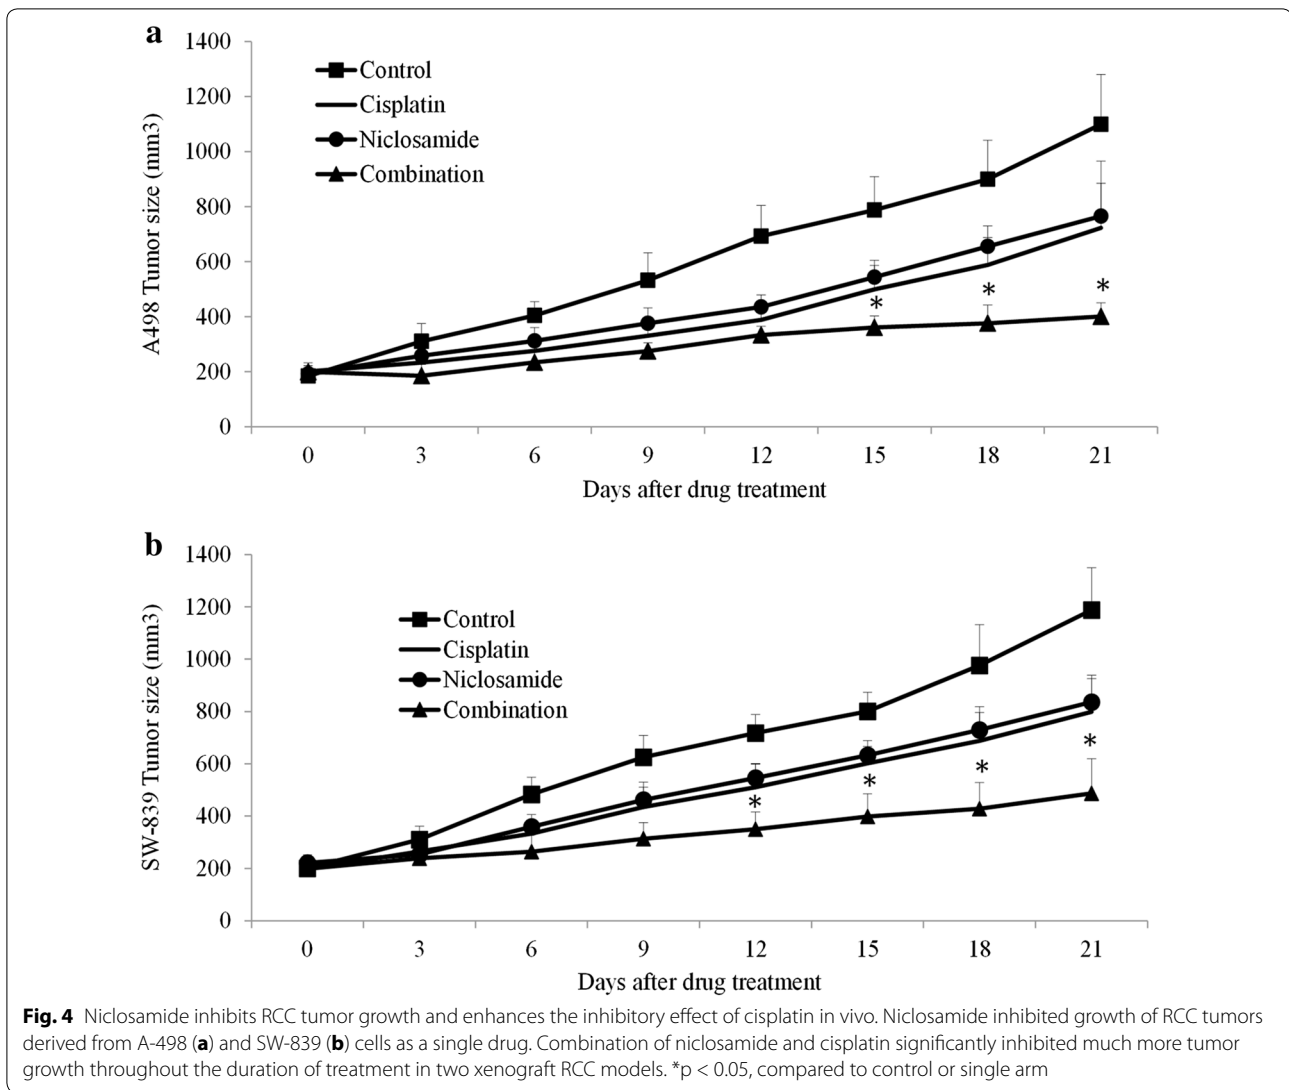 a
1400
1200
1000
800
600
400
200
0
A498 Tumor size (mm3)
Control
Cisplatin
Niclosamide
Combination
* * *
0 3 6 9 12 15 18 21
Days after drug treatment
b
1400
1200
1000
800
600
400
200
0
SW-839 Tumor size (mm3)
Control
Cisplatin
Niclosamide
Combination
* * * *
0 3 6 9 12 15 18 21
Days after drug treatment
Fig. 4 Niclosamide inhibits RCC tumor growth and enhances the inhibitory effect of cisplatin in vivo. Niclosamide inhibited growth of RCC tumors
derived from A-498 (a) and SW-839 (b) cells as a single drug. Combination of niclosamide and cisplatin significantly inhibited much more tumor
growth throughout the duration of treatment in two xenograft RCC models. *p < 0.05, compared to control or single arm